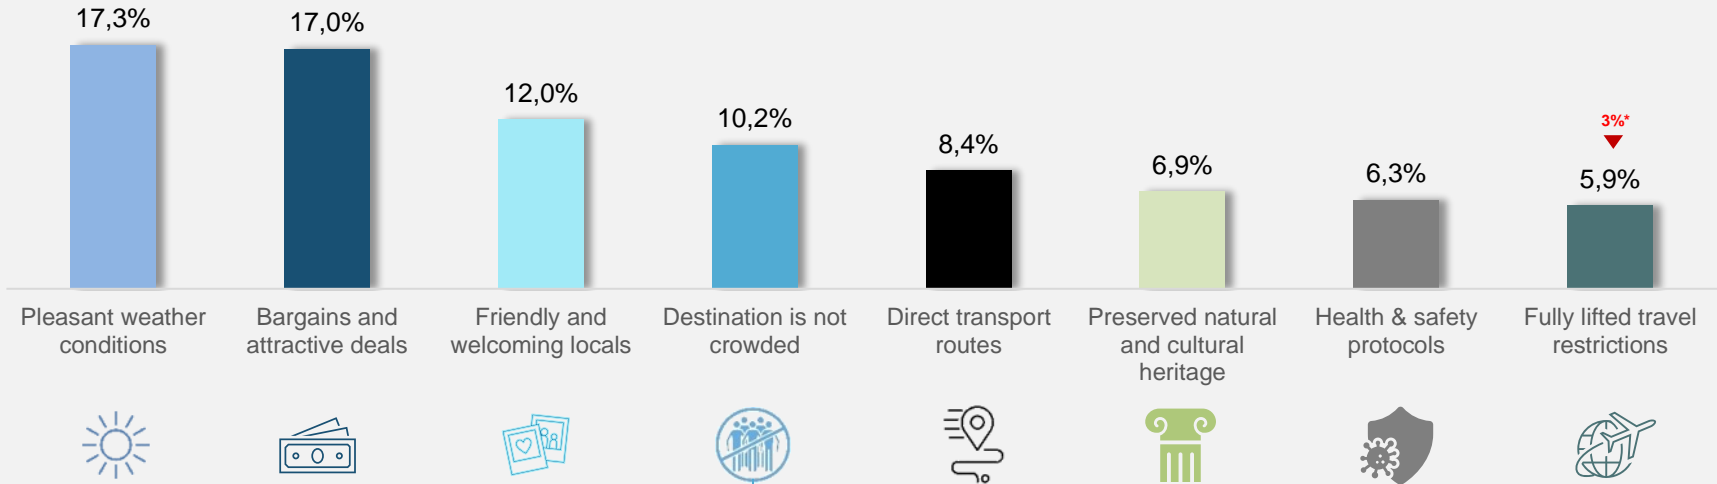 17,3%
17,0%
12,0%
10,2%
8,4%
6,9%
6,3%
3%*
5,9%
Pleasant weather
conditions
Bargains and
attractive deals
Friendly and
welcoming locals
Destination is not
crowded
Direct transport
routes
Preserved natural
and cultural
heritage
Health & safety
protocols
Fully lifted travel
restrictions